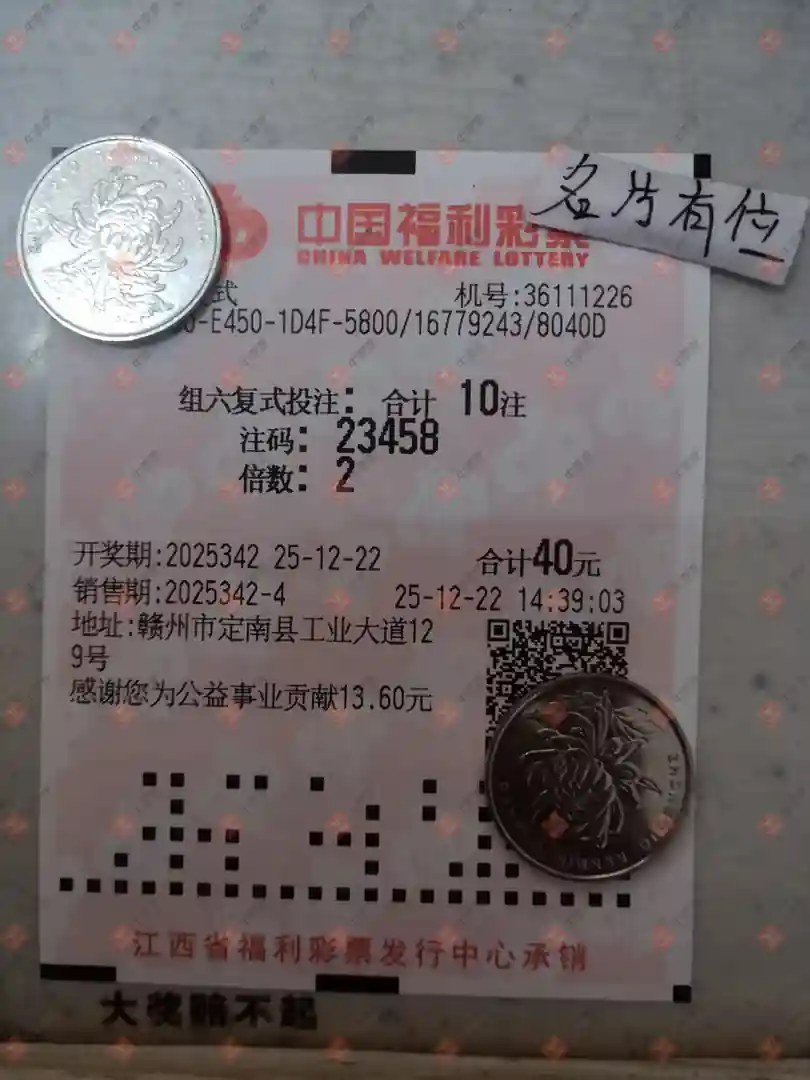 名片有位
中国福利彩票
CHINA WELFARE LOTTERY
式 机号:36111226
-E450-1D4F-5800/16779243/8040D
组六复式投注: 合计 10注
注码: 23458
倍数: 2
开奖期:2025342 25-12-22 合计40元
销售期:2025342-4 25-12-22 14:39:03
地址:赣州市定南县工业大道12
9号
感谢您为公益事业贡献13.60元
江西省福利彩票发行中心承销
大奖赔不起